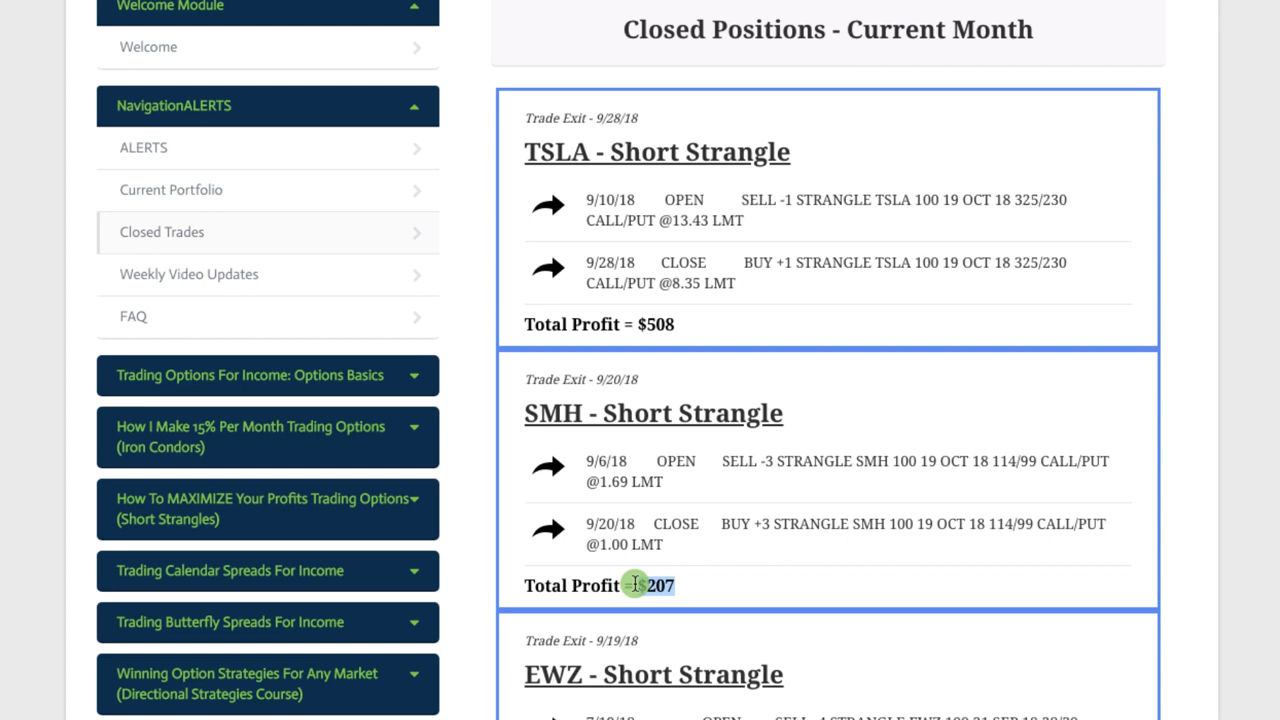 Welcome Module
Welcome
NavigationALERTS
ALERTS
Current Portfolio
Closed Trades
Weekly Video Updates
FAQ
Trading Options For Income: Options Basics
How I Make 15% Per Month Trading Options
(Iron Condors)
How To MAXIMIZE Your Profits Trading Options
(Short Strangles)
Trading Calendar Spreads For Income
Trading Butterfly Spreads For Income
Winning Option Strategies For Any Market
(Directional Strategies Course)
Closed Positions - Current Month
Trade Exit - 9/28/18
TSLA - Short Strangle
9/10/18 OPEN SELL -1 STRANGLE TSLA 100 19 OCT 18 325/230
CALL/PUT @13.43 LMT
9/28/18 CLOSE BUY +1 STRANGLE TSLA 100 19 OCT 18 325/230
CALL/PUT @8.35 LMT
Total Profit = $508
Trade Exit - 9/20/18
SMH - Short Strangle
9/6/18 OPEN SELL -3 STRANGLE SMH 100 19 OCT 18 114/99 CALL/PUT
@1.69 LMT
9/20/18 CLOSE BUY +3 STRANGLE SMH 100 19 OCT 18 114/99 CALL/PUT
@1.00 LMT
Total Profit = $207
Trade Exit - 9/19/18
EWZ - Short Strangle